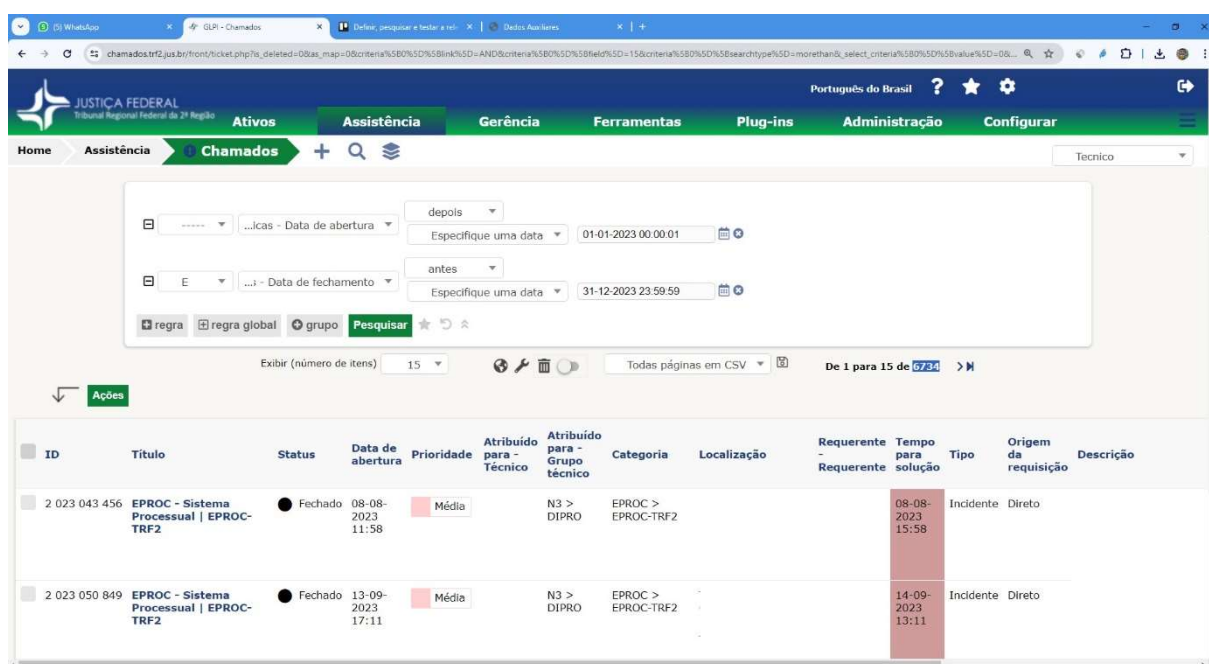 (5) WhatsApp
GLPI - Chamados
Definir, pesquisar e testar a rel-
Dados Auxiliares
chamados.trf2.jus.br/front/ticket.php?is_deleted=0&as_map=0&criteria%5B0%5D%5Blink%5D=AND&criteria%5B0%5D%5Bfield%5D=15&criteria%5B0%5D%5Bsearchtype%5D=morethan&_select_criteria%5B0%5D%5Bvalue%5D=0&...
JUSTIÇA FEDERAL
Tribunal Regional Federal da 2ª Região
Português do Brasil ?
Ativos Assistência Gerência Ferramentas Plug-ins Administração Configurar
Home Assistência Chamados
Tecnico
depois
----- ...icas - Data de abertura
Especifique uma data 01-01-2023 00:00:01
antes
E ...s - Data de fechamento
Especifique uma data 31-12-2023 23:59:59
regra regra global grupo Pesquisar
Exibir (número de itens) 15 Todas páginas em CSV De 1 para 15 de 6734
Ações
ID Título Status Data de abertura Prioridade Atribuído para - Técnico Atribuído para - Grupo técnico Categoria Localização Requerente - Requerente Tempo para solução Tipo Origem da requisição Descrição
2 023 043 456 EPROC - Sistema Processual | EPROC-TRF2 Fechado 08-08-2023 11:58 Média N3 > DIPRO EPROC > EPROC-TRF2 08-08-2023 15:58 Incidente Direto
2 023 050 849 EPROC - Sistema Processual | EPROC-TRF2 Fechado 13-09-2023 17:11 Média N3 > DIPRO EPROC > EPROC-TRF2 14-09-2023 13:11 Incidente Direto